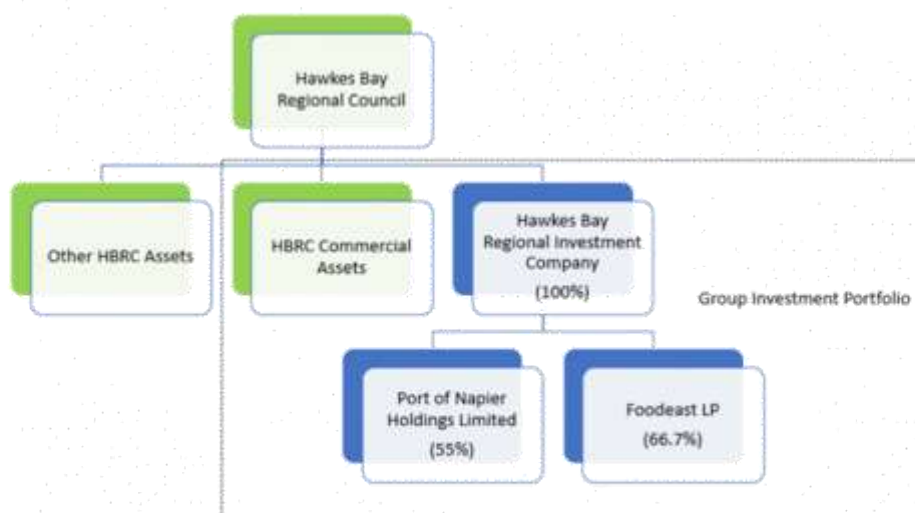 Hawkes Bay
Regional Council
Other HBRC Assets
HBRC Commercial
Assets
Hawkes Bay
Regional Investment
Company
(100%)
Group Investment Portfolio
Port of Napier
Holdings Limited
(55%)
Foodeast LP
(66.7%)